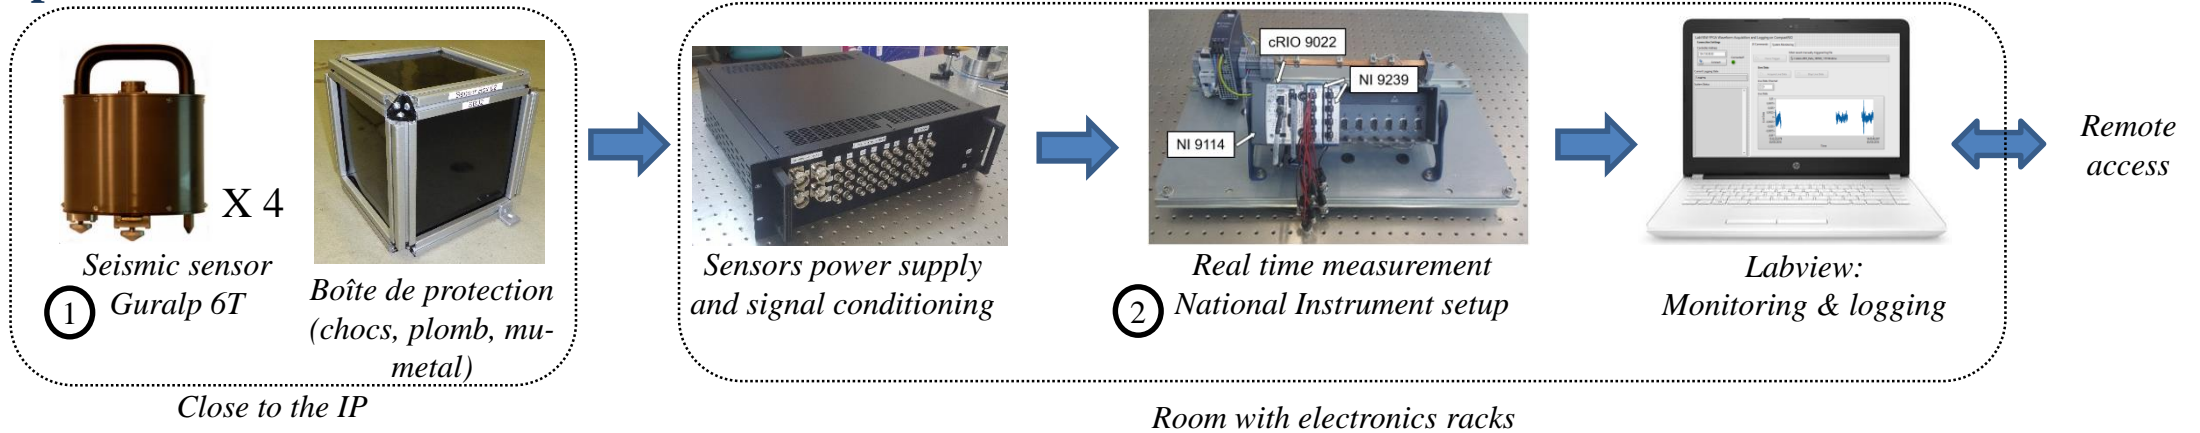 X 4
Seismic sensor
Guralp 6T
1
Boîte de protection
(chocs, plomb, mu-
metal)
Close to the IP
Sensors power supply
and signal conditioning
cRIO 9022
NI 9239
NI 9114
Real time measurement
National Instrument setup
2
Labview:
Monitoring & logging
Remote
access
Room with electronics racks